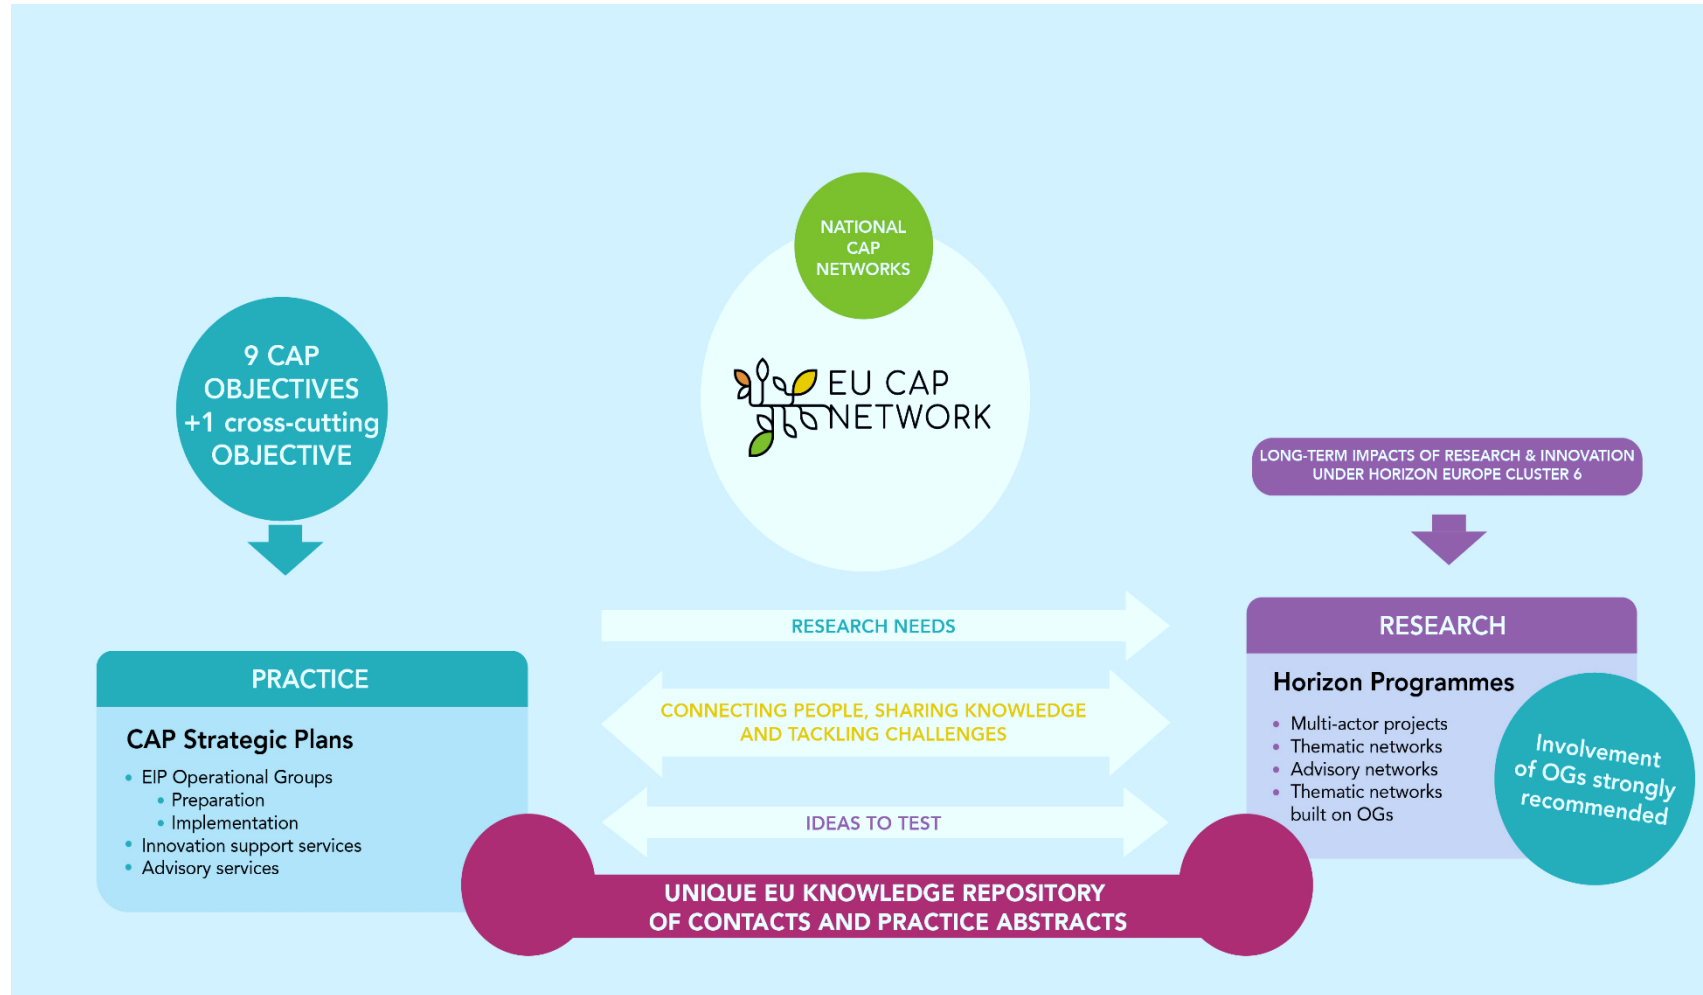 NATIONAL
CAP
NETWORKS
EU CAP
NETWORK
9 CAP
OBJECTIVES
+1 cross-cutting
OBJECTIVE
LONG-TERM IMPACTS OF RESEARCH & INNOVATION
UNDER HORIZON EUROPE CLUSTER 6
PRACTICE
CAP Strategic Plans
• EIP Operational Groups
• Preparation
• Implementation
• Innovation support services
• Advisory services
RESEARCH NEEDS
CONNECTING PEOPLE, SHARING KNOWLEDGE
AND TACKLING CHALLENGES
IDEAS TO TEST
RESEARCH
Horizon Programmes
• Multi-actor projects
• Thematic networks
• Advisory networks
• Thematic networks
built on OGs
Involvement
of OGs strongly
recommended
UNIQUE EU KNOWLEDGE REPOSITORY
OF CONTACTS AND PRACTICE ABSTRACTS